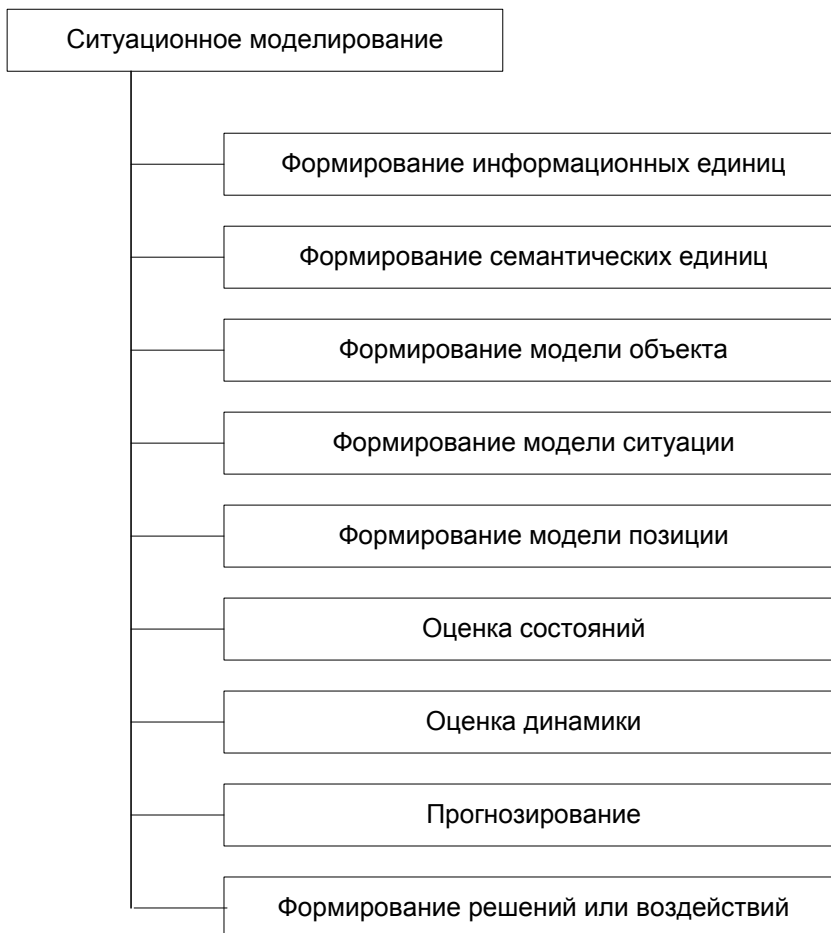 Ситуационное моделирование
Формирование информационных единиц
Формирование семантических единиц
Формирование модели объекта
Формирование модели ситуации
Формирование модели позиции
Оценка состояний
Оценка динамики
Прогнозирование
Формирование решений или воздействий